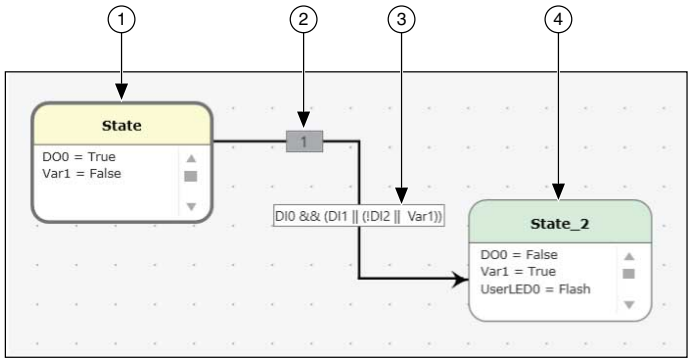 1
2
3
4
State
DO0 = True
Var1 = False
1
DI0 && (DI1 || (!DI2 || Var1))
State_2
DO0 = False
Var1 = True
UserLED0 = Flash